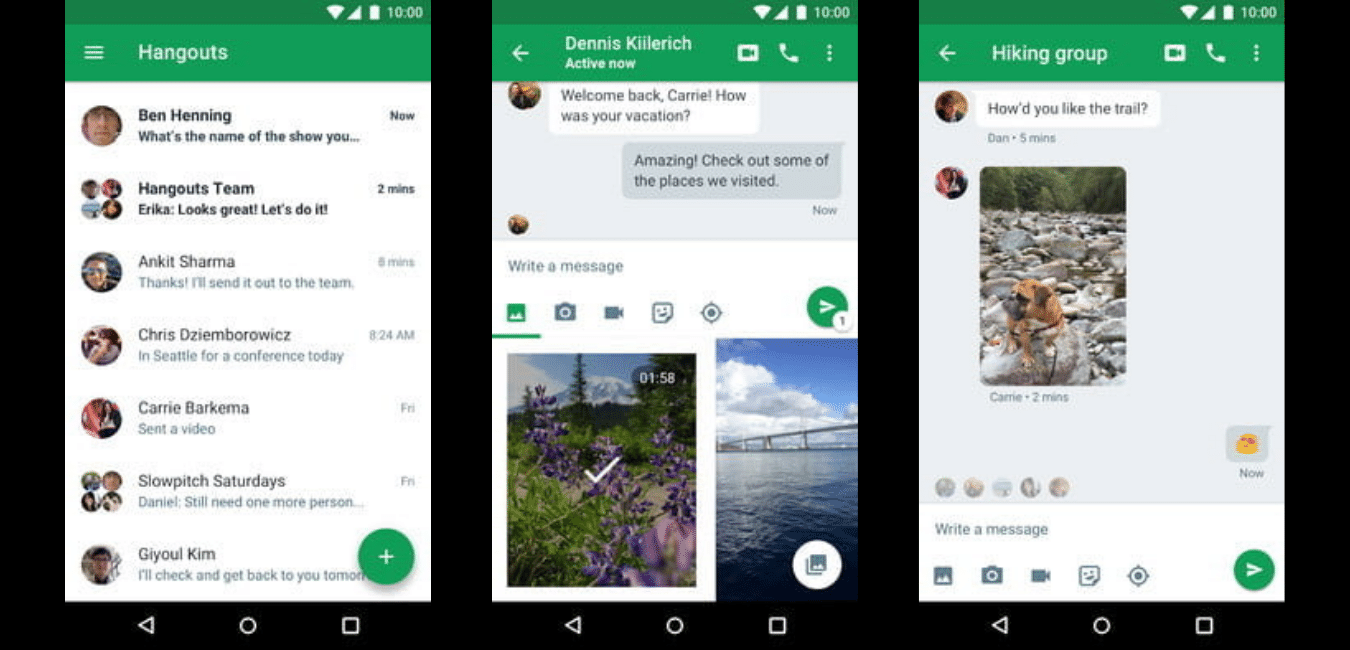 10:00
Hangouts
Ben Henning
Now
What's the name of the show you...
Hangouts Team
2 mins
Erika: Looks great! Let's do it!
Ankit Sharma
8 mins
Thanks! I'll send it out to the team.
Chris Dziemborowicz
8:24 AM
In Seattle for a conference today
Carrie Barkema
Fri
Sent a video
Slowpitch Saturdays
Fri
Daniel: Still need one more person...
Giyoul Kim
I'll check and get back to you tomor
10:00
Dennis Kiilerich
Active now
Welcome back, Carrie! How
was your vacation?
Amazing! Check out some of
the places we visited.
Now
Write a message
1
01:58
10:00
Hiking group
How'd you like the trail?
Dan • 5 mins
Carrie • 2 mins
Now
Write a message